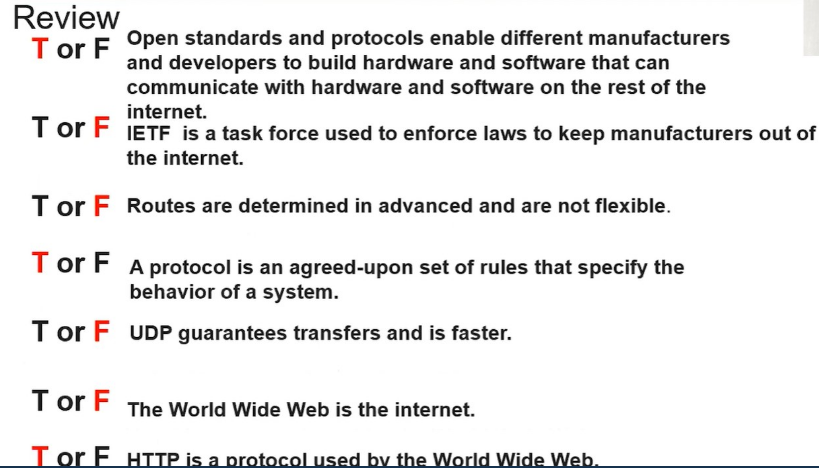 Review
T or F Open standards and protocols enable different manufacturers
and developers to build hardware and software that can
communicate with hardware and software on the rest of the
internet.
T or F IETF is a task force used to enforce laws to keep manufacturers out of
the internet.
T or F Routes are determined in advanced and are not flexible.
T or F A protocol is an agreed-upon set of rules that specify the
behavior of a system.
T or F UDP guarantees transfers and is faster.
T or F The World Wide Web is the internet.
T or F HTTP is a protocol used by the World Wide Web.